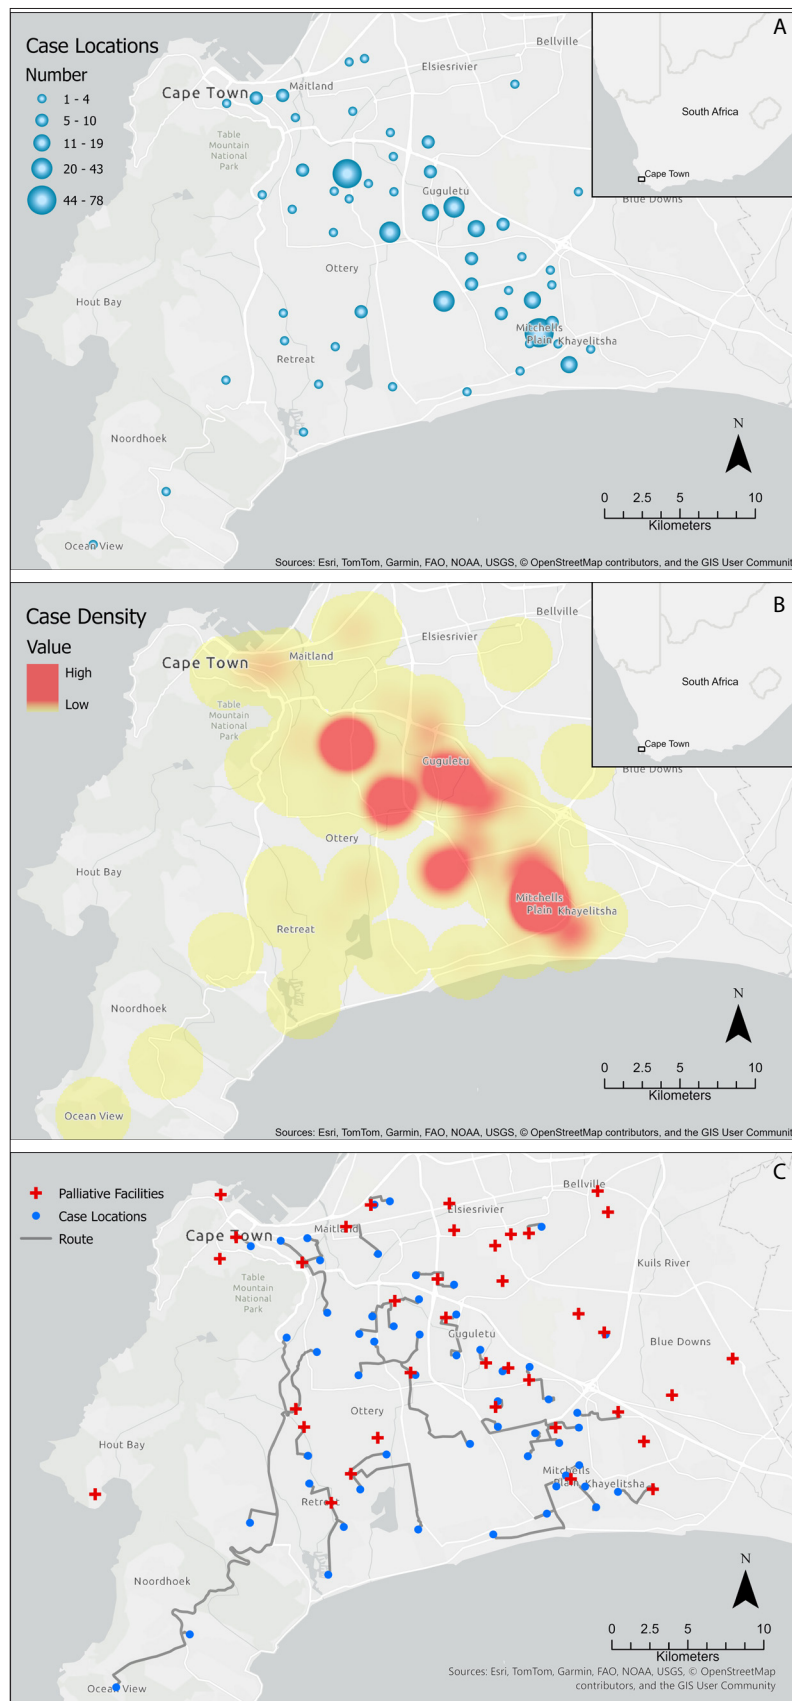 A
Case Locations
Number
1 - 4
5 - 10
11 - 19
20 - 43
44 - 78
Bellville
Elsiesrivier
Maitland
Cape Town
Table
Mountain
National
Park
South Africa
Cape Town
Guguletu
Blue Downs
Ottery
Hout Bay
Mitchells
Plain
Khayelitsha
Retreat
Noordhoek
Ocean View
N
0 2.5 5 10
Kilometers
Sources: Esri, TomTom, Garmin, FAO, NOAA, USGS, © OpenStreetMap contributors, and the GIS User Communit
B
Case Density
Value
High
Low
Bellville
Elsiesrivier
Maitland
Cape Town
Table
Mountain
National
Park
South Africa
Cape Town
Guguletu
Blue Downs
Ottery
Hout Bay
Mitchells
Plain
Khayelitsha
Retreat
Noordhoek
Ocean View
N
0 2.5 5 10
Kilometers
Sources: Esri, TomTom, Garmin, FAO, NOAA, USGS, © OpenStreetMap contributors, and the GIS User Communit
C
Palliative Facilities
Case Locations
Route
Bellville
Elsiesrivier
Maitland
Cape Town
Kuils River
Table
Mountain
National
Park
Guguletu
Blue Downs
Ottery
Hout Bay
Mitchells
Plain
Khayelitsha
Retreat
Noordhoek
Ocean View
N
0 2.5 5 10
Kilometers
Sources: Esri, TomTom, Garmin, FAO, NOAA, USGS, © OpenStreetMap
contributors, and the GIS User Community